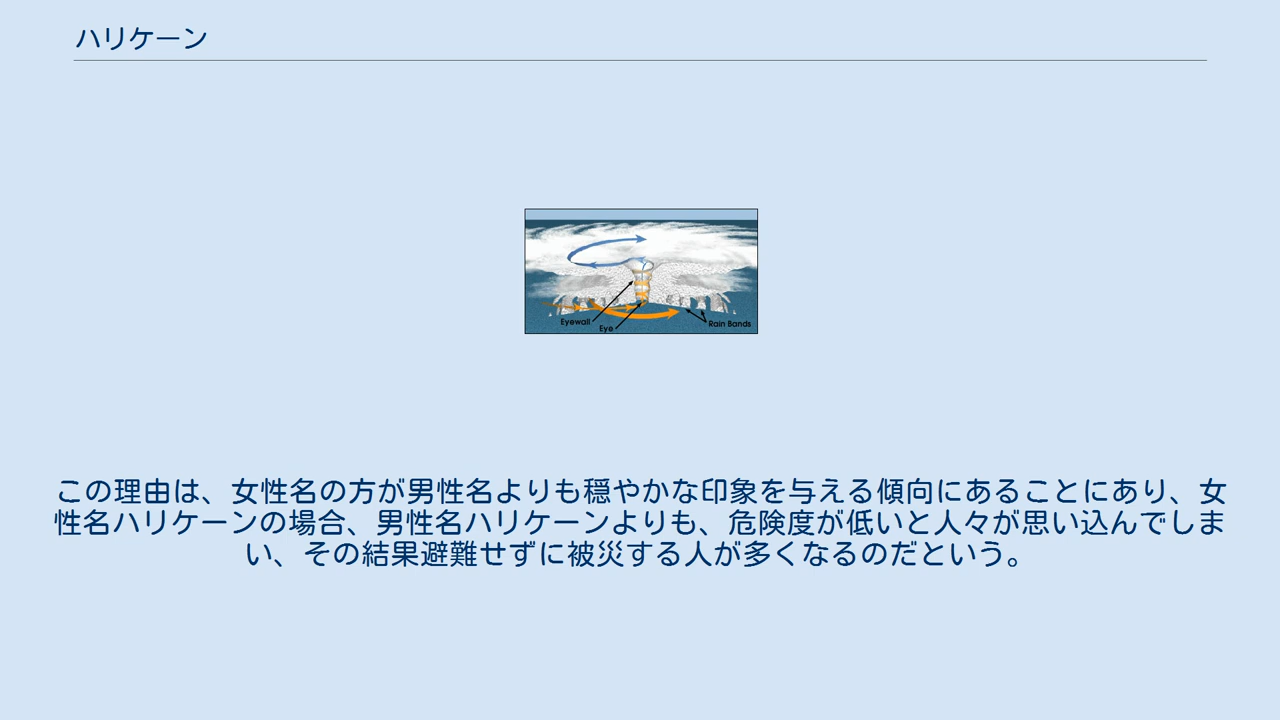 ハリケーン
Eyewall
Eye
Rain Bands
この理由は、女性名の方が男性名よりも穏やかな印象を与える傾向にあることにあり、女
性名ハリケーンの場合、男性名ハリケーンよりも、危険度が低いと人々が思い込んでしま
い、その結果避難せずに被災する人が多くなるのだという。